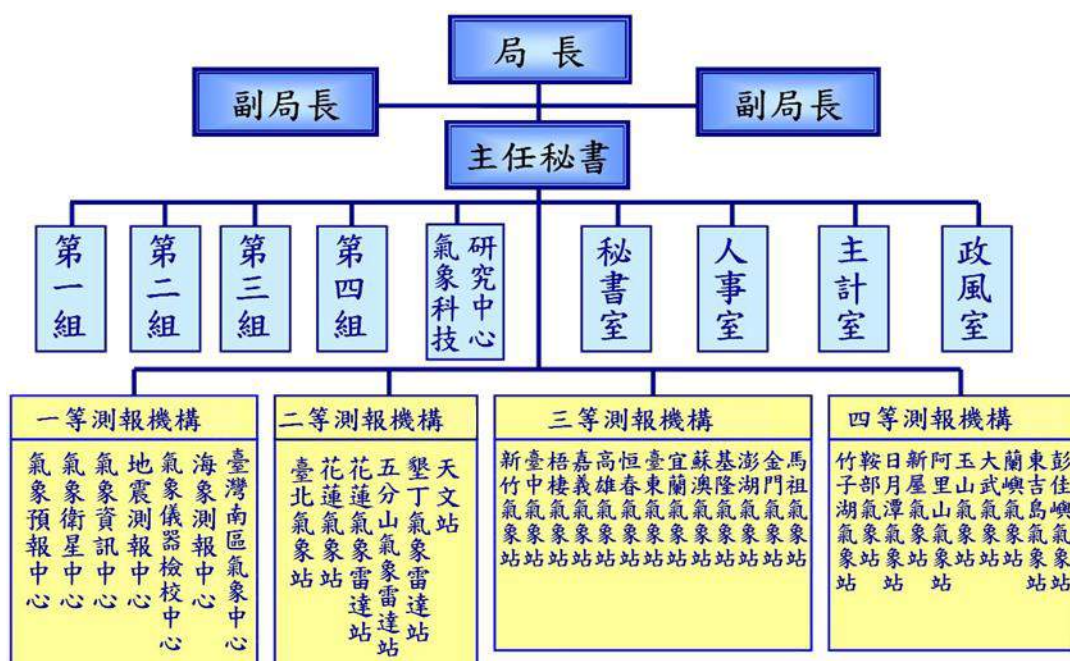 局長
副局長
副局長
主任秘書
第一組
第二組
第三組
第四組
氣象科技
研究中心
秘書室
人事室
主計室
政風室
一等測報機構
氣象預報中心
氣象衛星中心
氣象資訊中心
地震測報中心
氣象儀器檢校中心
海象測報中心
臺灣南區氣象中心
二等測報機構
臺北氣象站
花蓮氣象站
花蓮氣象雷達站
五分山氣象雷達站
墾丁氣象雷達站
天文站
三等測報機構
新竹氣象站
臺中氣象站
梧棲氣象站
嘉義氣象站
高雄氣象站
恒春氣象站
臺東氣象站
宜蘭氣象站
蘇澳氣象站
基隆氣象站
澎湖氣象站
金門氣象站
馬祖氣象站
四等測報機構
竹子湖氣象站
鞍部氣象站
日月潭氣象站
新屋氣象站
阿里山氣象站
玉山氣象站
大武氣象站
蘭嶼氣象站
東吉島氣象站
彭佳嶼氣象站